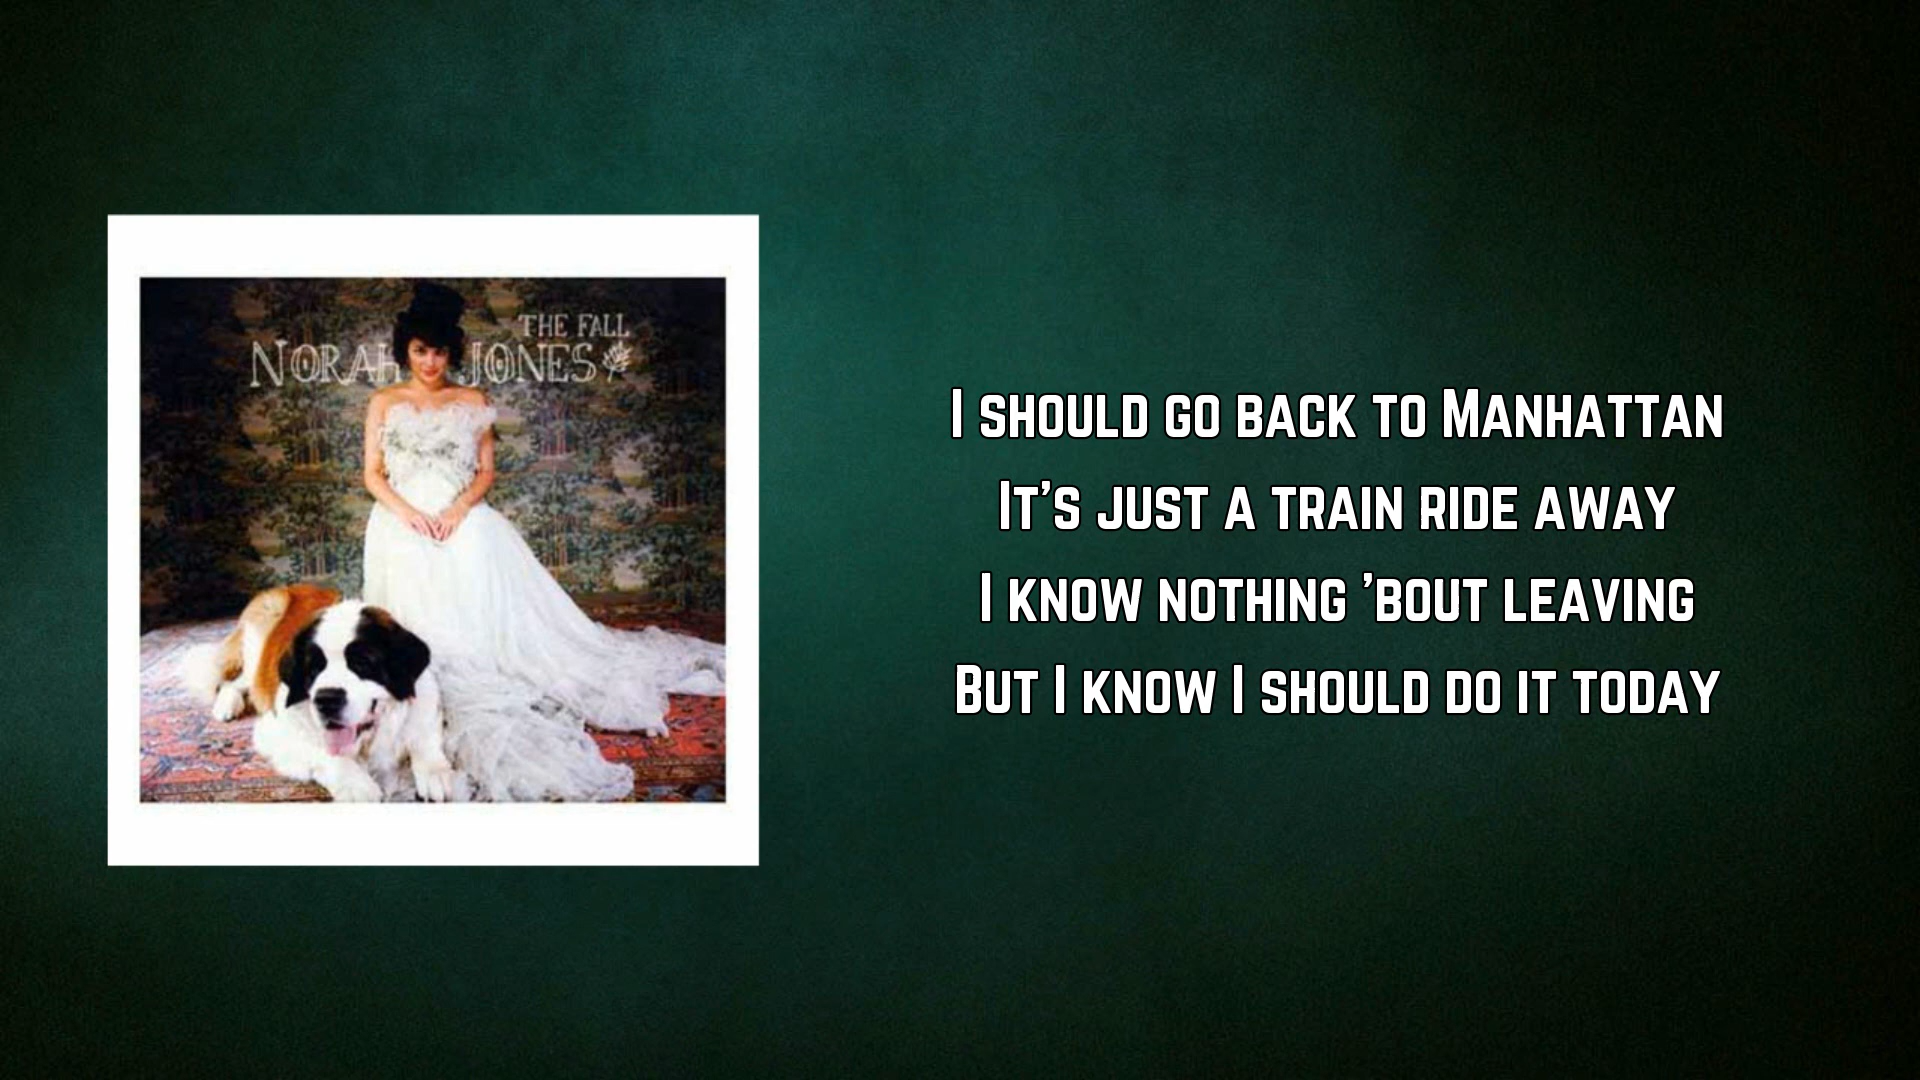 THE FALL
NORAH JONES
I should go back to Manhattan
It's just a train ride away
I know nothing 'bout leaving
But I know I should do it today